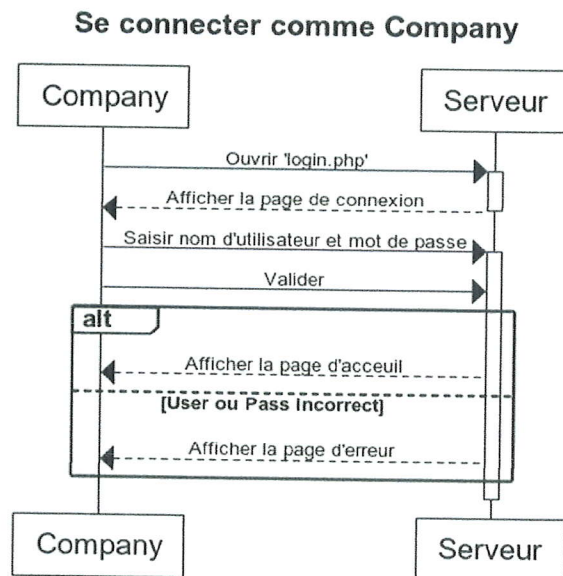 Se connecter comme Company
Company
Serveur
Ouvrir 'login.php'
Afficher la page de connexion
Saisir nom d'utilisateur et mot de passe
Valider
alt
Afficher la page d'acceuil
[User ou Pass Incorrect]
Afficher la page d'erreur
Company
Serveur